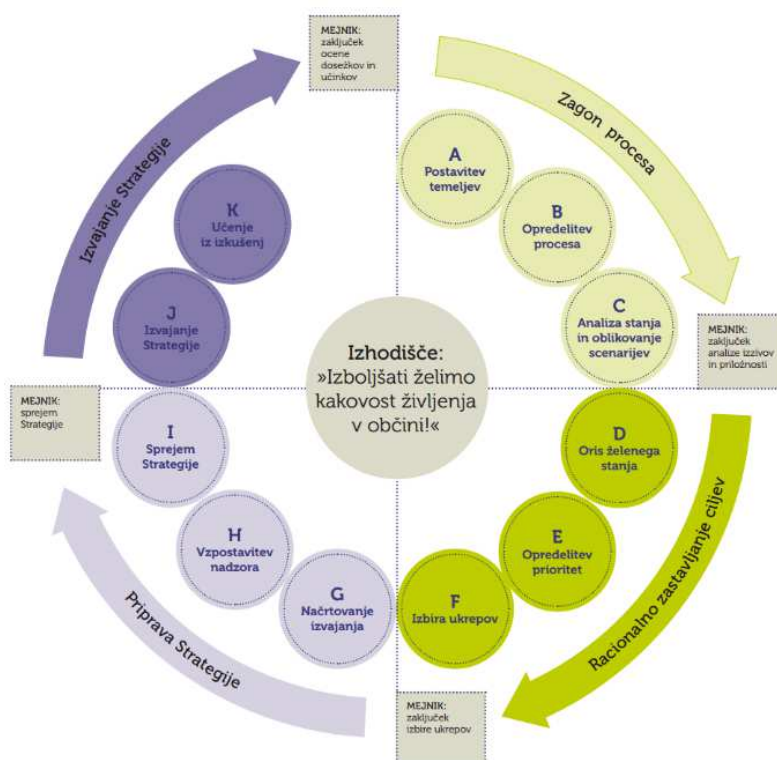 MEJNIK:
zaključek
ocene
dosežkov in
učinkov
Zagon procesa
A
Postavitev
temeljev
B
Opredelitev
procesa
C
Analiza stanja
in oblikovanje
scenarijev
MEJNIK:
zaključek
analize izzivov
in priložnosti
Izhodišče:
»Izboljšati želimo
kakovost življenja
v občini!«
D
Oris želenega
stanja
E
Opredelitev
prioritet
F
Izbira ukrepov
Racionalno zastavljanje ciljev
MEJNIK:
zaključek
izbire ukrepov
G
Načrtovanje
izvajanja
H
Vzpostavitev
nadzora
I
Sprejem
Strategije
Priprava Strategije
MEJNIK:
sprejem
Strategije
J
Izvajanje
Strategije
K
Učenje
iz izkušenj
Izvajanje Strategije